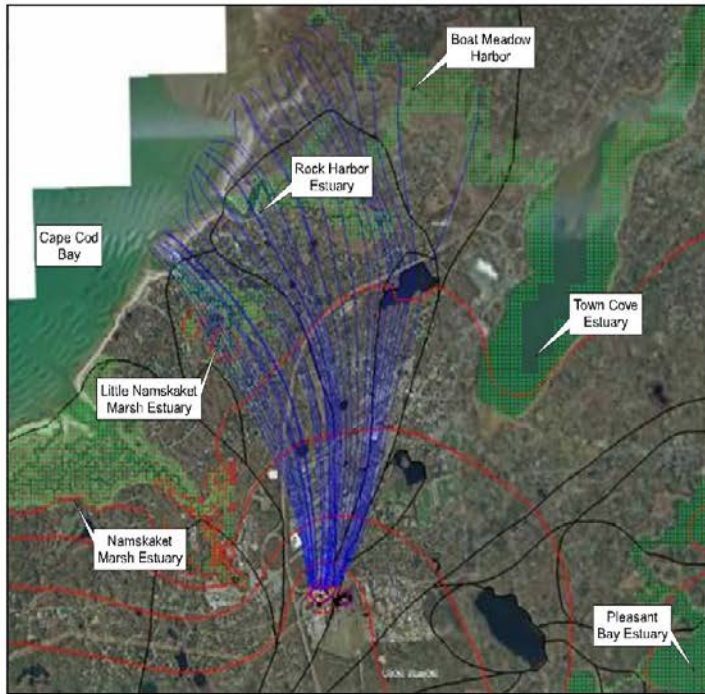 Boat Meadow
Harbor
Rock Harbor
Estuary
Cape Cod
Bay
Town Cove
Estuary
Little Namskaket
Marsh Estuary
Namskaket
Marsh Estuary
Pleasant
Bay Estuary